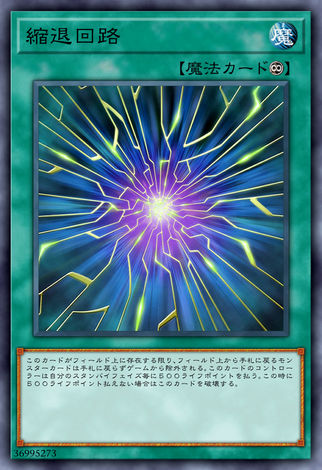 縮退回路
魔
【魔法カード】
このカードがフィールド上に存在する限り、フィールド上から手札に戻るモン
スターカードは手札に戻らずゲームから除外される。このカードのコントロ
ーラーは自分のスタンバイフェイズ毎に500ライフポイントを払う。この時に
500ライフポイント払えない場合はこのカードを破壊する。
36995273